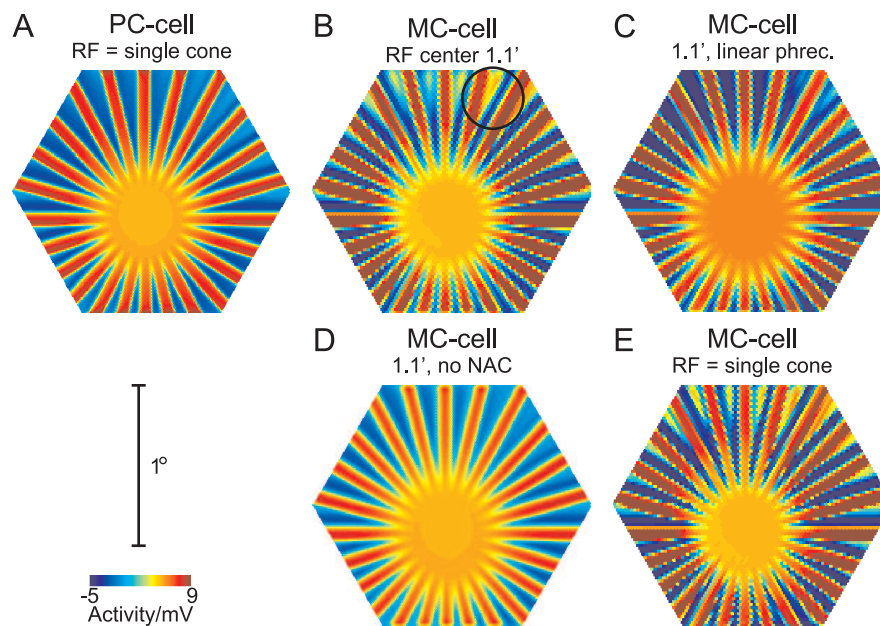 A
PC-cell
RF = single cone
B
MC-cell
RF center 1.1'
C
MC-cell
1.1', linear phrec.
D
MC-cell
1.1', no NAC
E
MC-cell
RF = single cone
1°
-5
9
Activity/mV